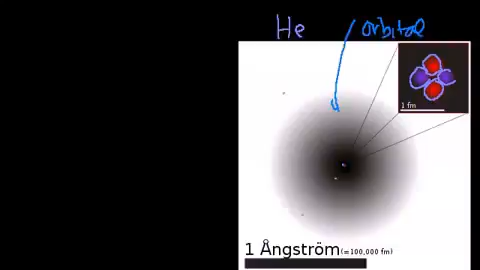 He orbital
1 fm
1 Ångström (=100,000 fm)